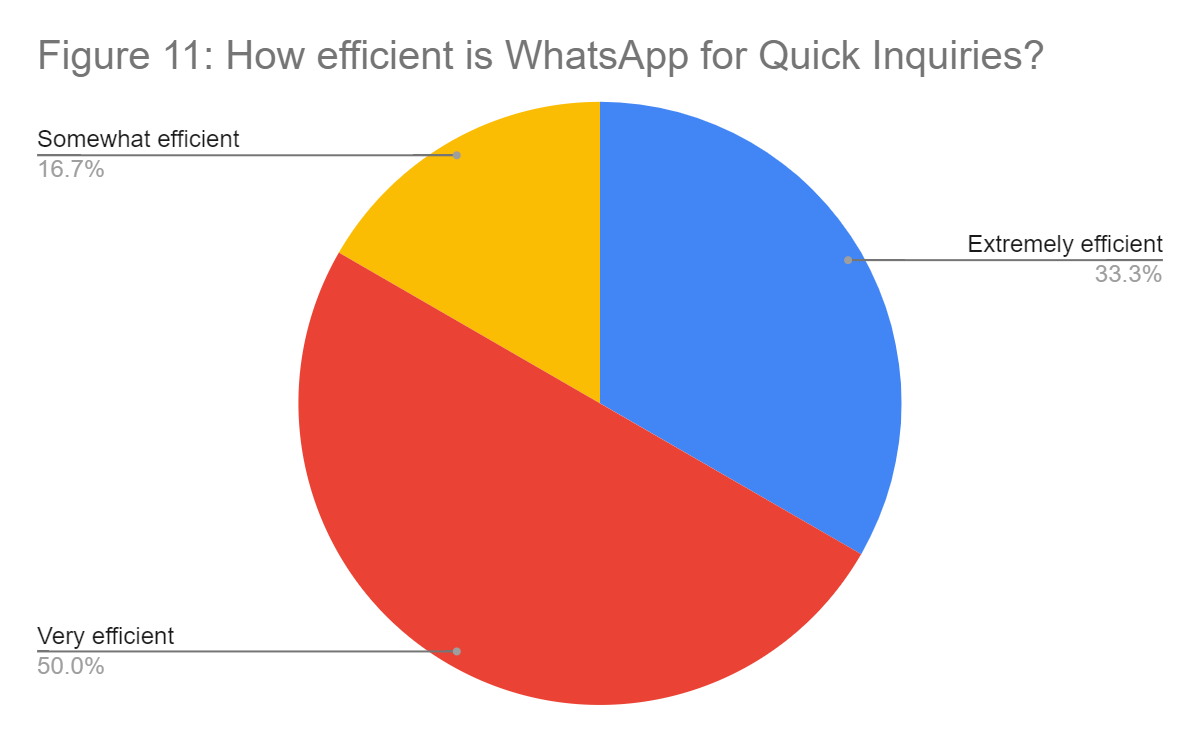 Figure 11: How efficient is WhatsApp for Quick Inquiries?
Somewhat efficient
16.7%
Extremely efficient
33.3%
Very efficient
50.0%